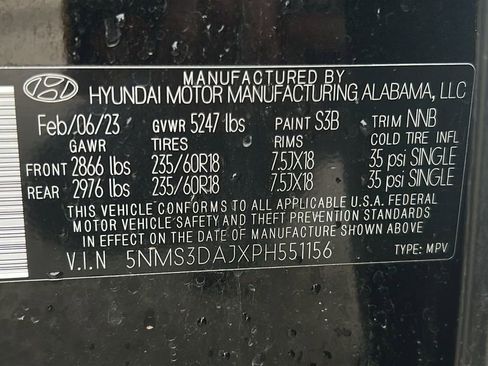 MANUFACTURED BY
HYUNDAI MOTOR MANUFACTURING ALABAMA, LLC
Feb/06/23 GVWR 5247 lbs PAINT S3B TRIM NNB
GAWR TIRES RIMS COLD TIRE INFL
FRONT 2866 lbs 235/60R18 7.5JX18 35 psi SINGLE
REAR 2976 lbs 235/60R18 7.5JX18 35 psi SINGLE
THIS VEHICLE CONFORMS TO ALL APPLICABLE U.S.A. FEDERAL
MOTOR VEHICLE SAFETY AND THEFT PREVENTION STANDARDS
IN EFFECT ON THE DATE OF MANUFACTURE SHOWN ABOVE.
V.I.N 5NMS3DAJXPH551156 TYPE: MPV